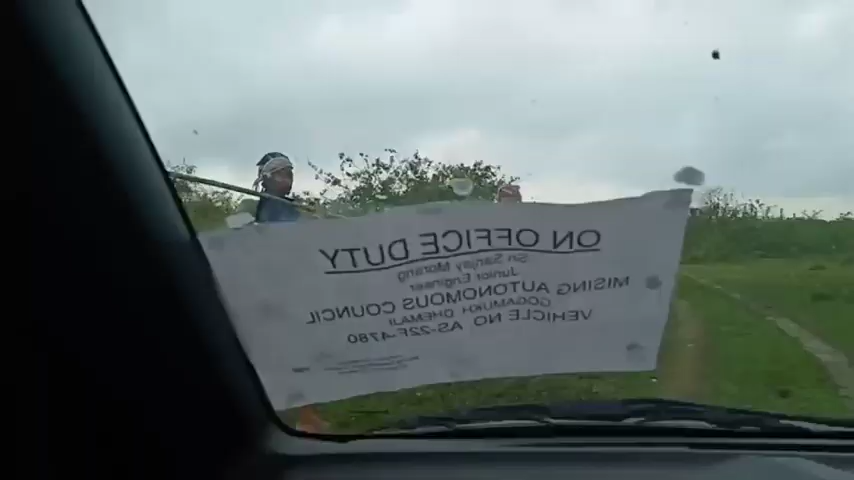 ON OFFICE DUTY
Sri Sanjay Morang
Junior Engineer
MISING AUTONOMOUS COUNCIL
GOGAMUKH DHEMAJI
VEHICLE NO AS-22F-4780